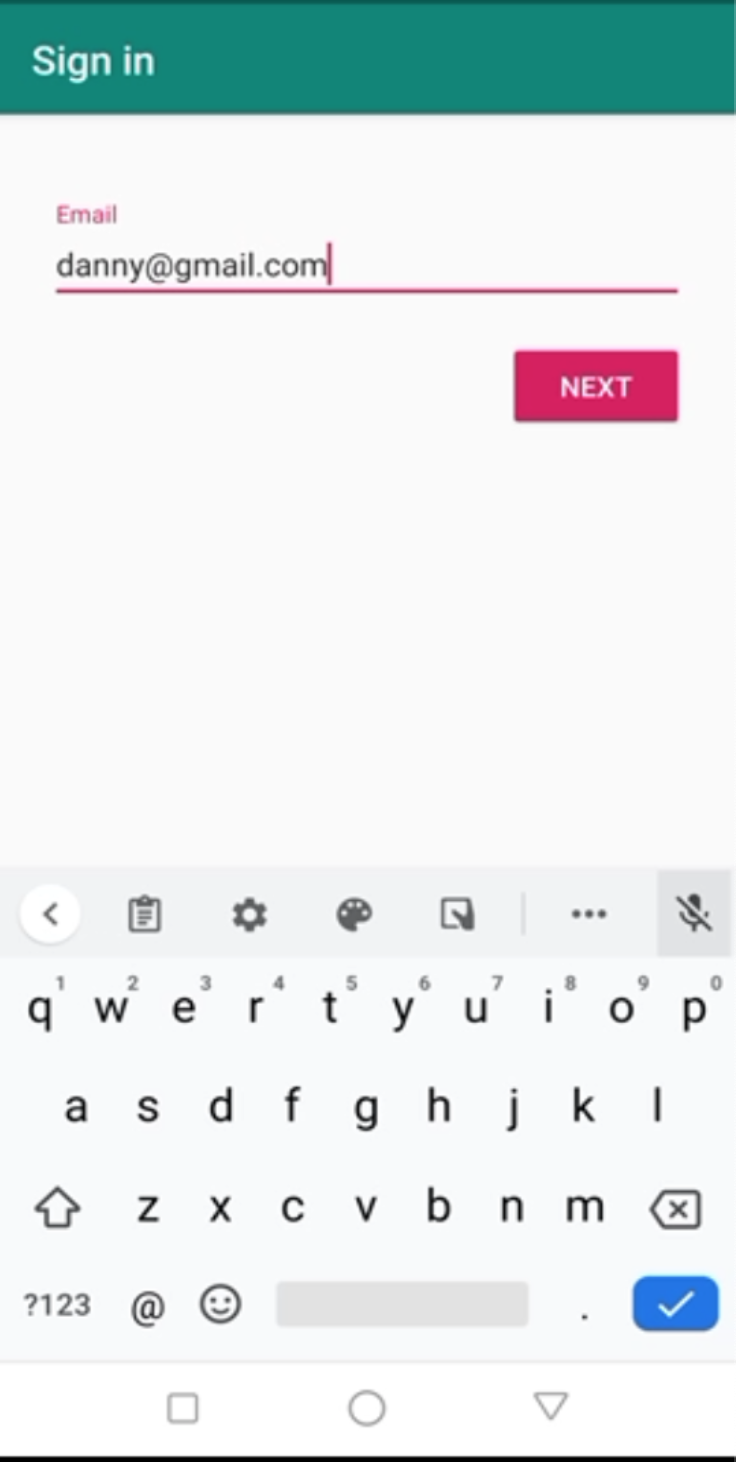 Sign in
Email
danny@gmail.com
NEXT
1 2 3 4 5 6 7 8 9 0
q w e r t y u i o p
a s d f g h j k l
z x c v b n m
?123 @ .